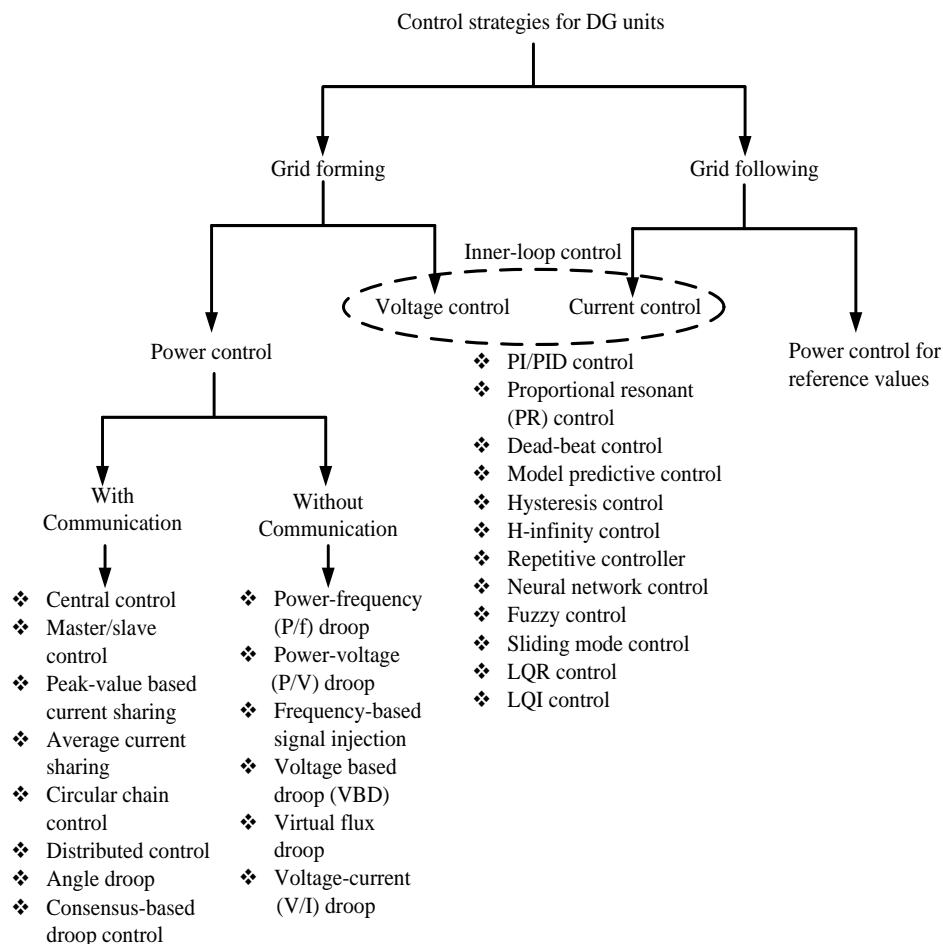 Control strategies for DG units
Grid forming
Grid following
Inner-loop control
Voltage control
Current control
Power control
Power control for
reference values
❖ PI/PID control
❖ Proportional resonant
(PR) control
❖ Dead-beat control
❖ Model predictive control
❖ Hysteresis control
❖ H-infinity control
❖ Repetitive controller
❖ Neural network control
❖ Fuzzy control
❖ Sliding mode control
❖ LQR control
❖ LQI control
With
Communication
Without
Communication
❖ Central control
❖ Master/slave
control
❖ Peak-value based
current sharing
❖ Average current
sharing
❖ Circular chain
control
❖ Distributed control
❖ Angle droop
❖ Consensus-based
droop control
❖ Power-frequency
(P/f) droop
❖ Power-voltage
(P/V) droop
❖ Frequency-based
signal injection
❖ Voltage based
droop (VBD)
❖ Virtual flux
droop
❖ Voltage-current
(V/I) droop